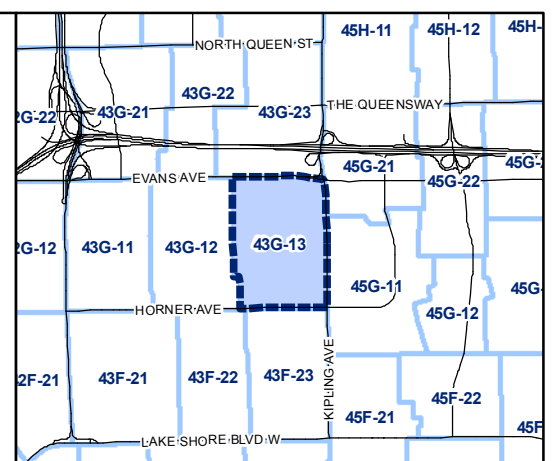 45H-11
45H-12
45H-
NORTH QUEEN ST
43G-22
THE QUEENSWAY
2G-22
43G-21
43G-23
45G-21
45G-2
EVANS AVE
45G-22
2G-12
43G-11
43G-12
43G-13
45G-11
45G-
HORNER AVE
45G-12
KIPLING AVE
2F-21
43F-21
43F-22
43F-23
45F-22
45F-21
45F
LAKE SHORE BLVD W